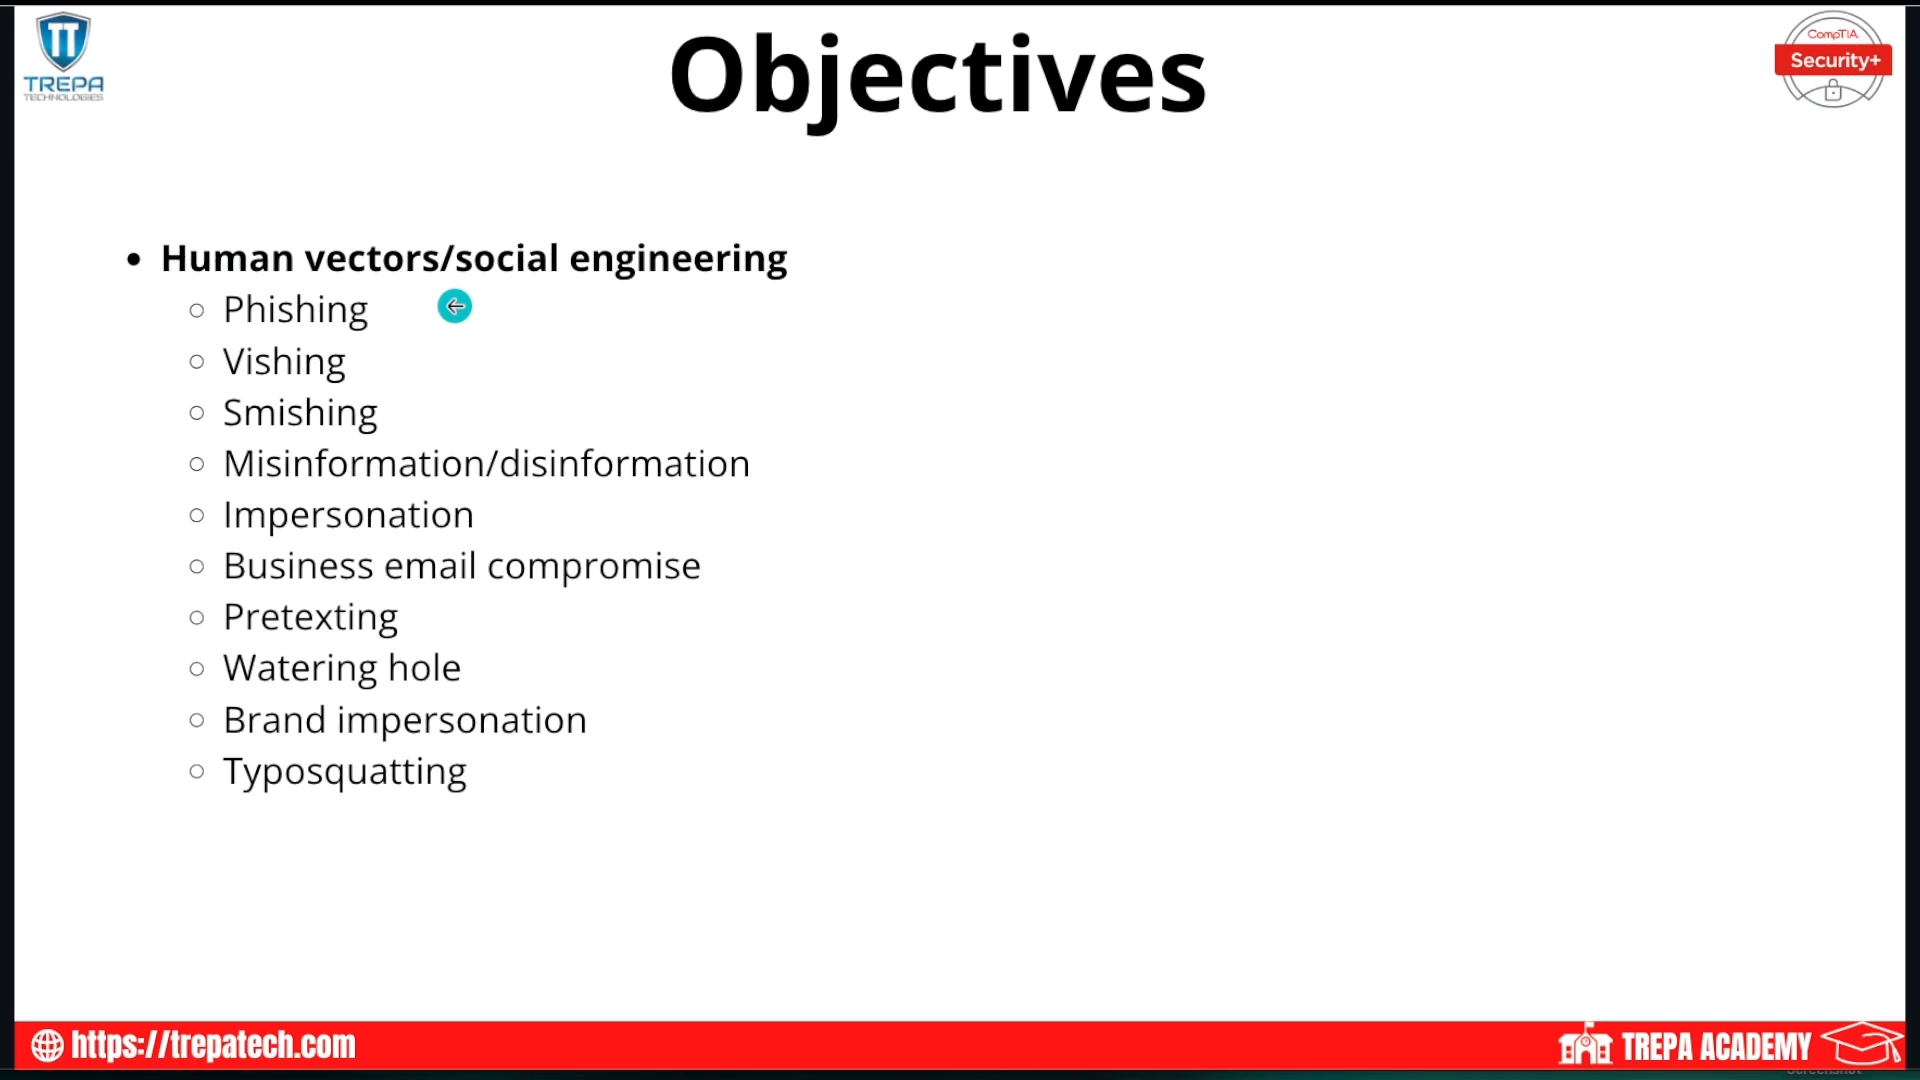 TT
TREPA
TECHNOLOGIES
Objectives
CompTIA
Security+
• Human vectors/social engineering
○ Phishing
○ Vishing
○ Smishing
○ Misinformation/disinformation
○ Impersonation
○ Business email compromise
○ Pretexting
○ Watering hole
○ Brand impersonation
○ Typosquatting
https://trepatech.com
TREPA ACADEMY